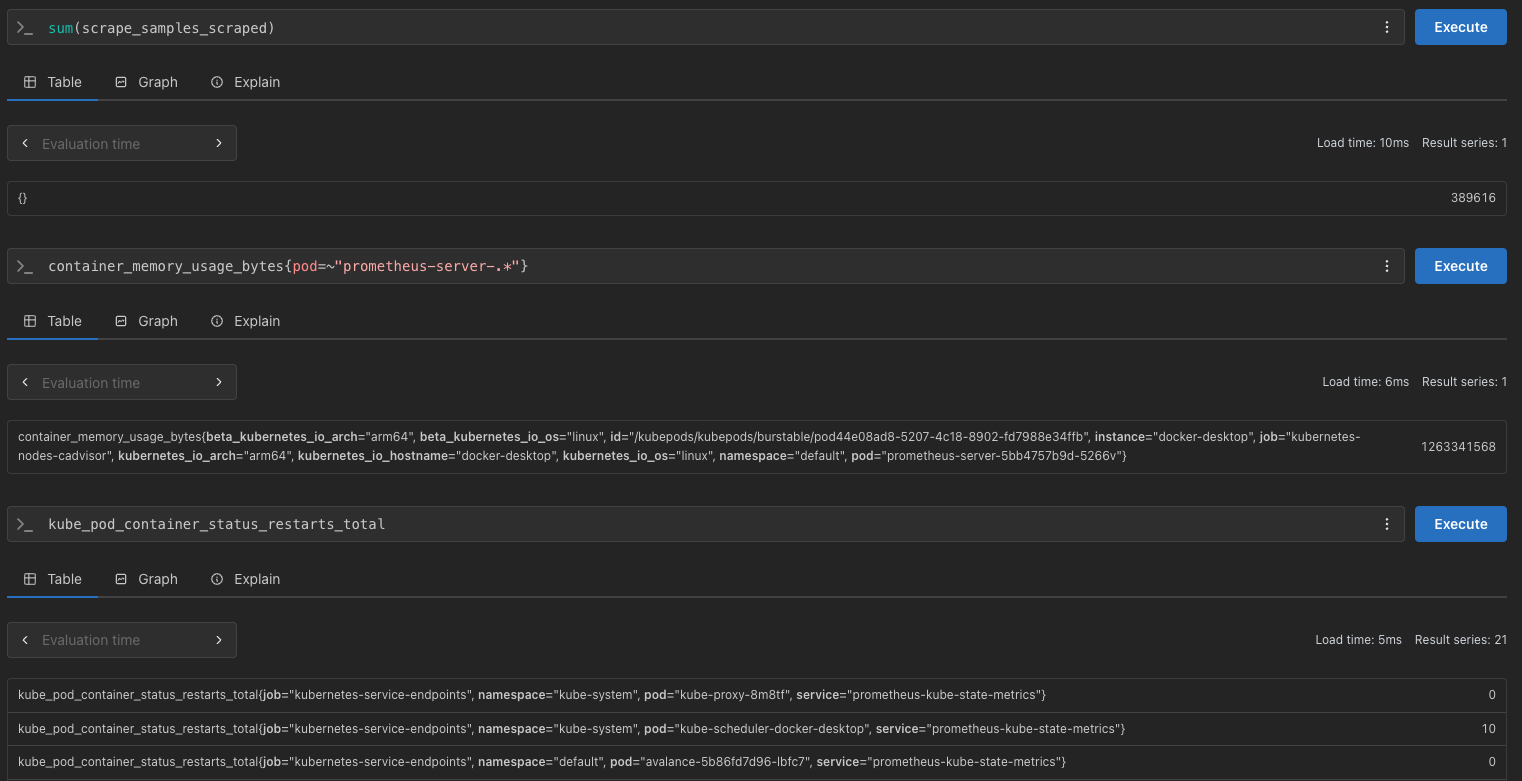 sum(scrape_samples_scraped)
Execute
Table Graph Explain
Evaluation time
Load time: 10ms Result series: 1
{} 389616
container_memory_usage_bytes{pod=~"prometheus-server-.*"}
Execute
Table Graph Explain
Evaluation time
Load time: 6ms Result series: 1
container_memory_usage_bytes{beta_kubernetes_io_arch="arm64", beta_kubernetes_io_os="linux", id="/kubepods/kubepods/burstable/pod44e08ad8-5207-4c18-8902-fd7988e34ffb", instance="docker-desktop", job="kubernetes-
nodes-cadvisor", kubernetes_io_arch="arm64", kubernetes_io_hostname="docker-desktop", kubernetes_io_os="linux", namespace="default", pod="prometheus-server-5bb4757b9d-5266v"}
1263341568
kube_pod_container_status_restarts_total
Execute
Table Graph Explain
Evaluation time
Load time: 5ms Result series: 21
kube_pod_container_status_restarts_total{job="kubernetes-service-endpoints", namespace="kube-system", pod="kube-proxy-8m8tf", service="prometheus-kube-state-metrics"} 0
kube_pod_container_status_restarts_total{job="kubernetes-service-endpoints", namespace="kube-system", pod="kube-scheduler-docker-desktop", service="prometheus-kube-state-metrics"} 10
kube_pod_container_status_restarts_total{job="kubernetes-service-endpoints", namespace="default", pod="avalance-5b86fd7d96-lbfc7", service="prometheus-kube-state-metrics"} 0